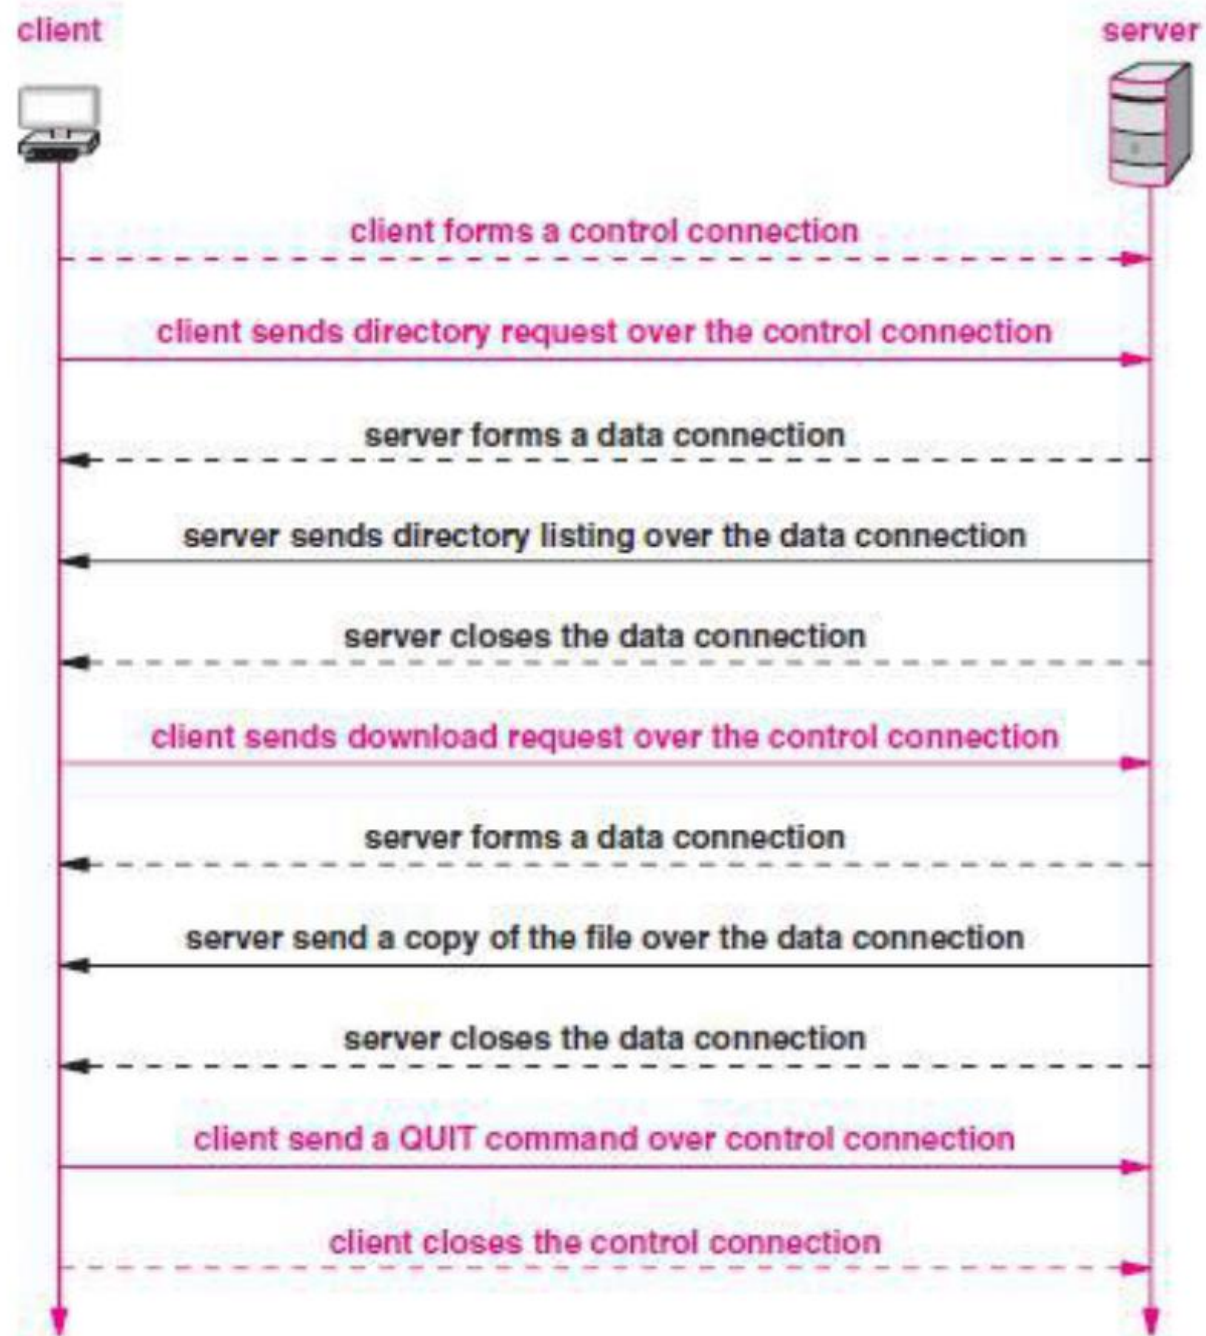 client
server
client forms a control connection
client sends directory request over the control connection
server forms a data connection
server sends directory listing over the data connection
server closes the data connection
client sends download request over the control connection
server forms a data connection
server send a copy of the file over the data connection
server closes the data connection
client send a QUIT command over control connection
client closes the control connection